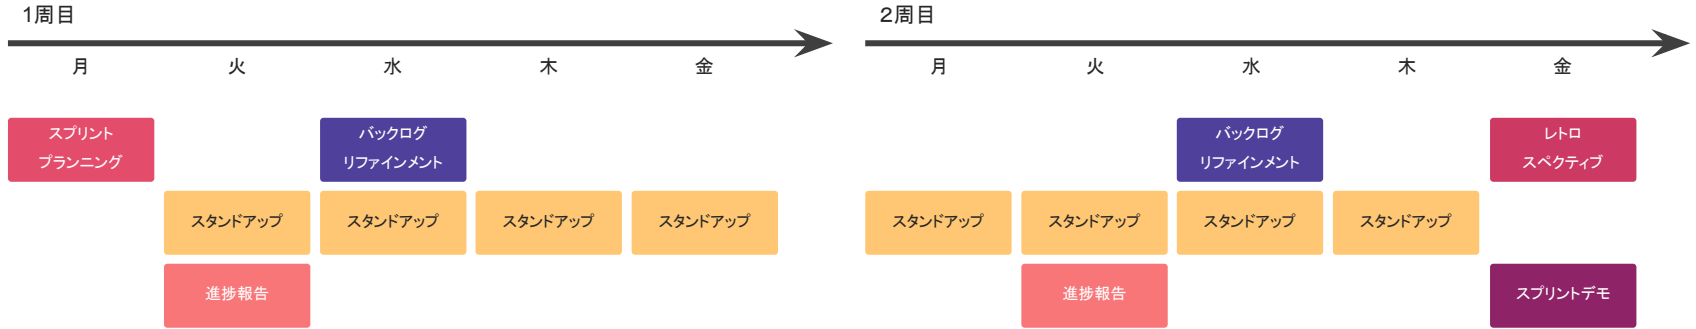 1周目
2周目
月 火 水 木 金
月 火 水 木 金
スプリント
プランニング
バックログ
リファインメント
バックログ
リファインメント
レトロ
スペクティブ
スタンドアップ
スタンドアップ
スタンドアップ
スタンドアップ
スタンドアップ
スタンドアップ
スタンドアップ
スタンドアップ
進捗報告
進捗報告
スプリントデモ